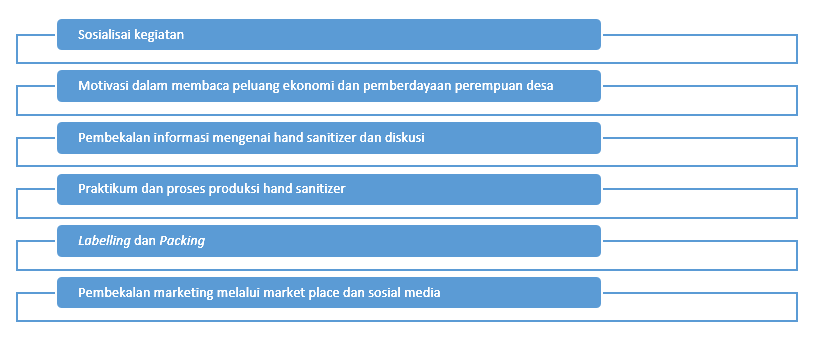 Sosialisai kegiatan
Motivasi dalam membaca peluang ekonomi dan pemberdayaan perempuan desa
Pembekalan informasi mengenai hand sanitizer dan diskusi
Praktikum dan proses produksi hand sanitizer
Labelling dan Packing
Pembekalan marketing melalui market place dan sosial media